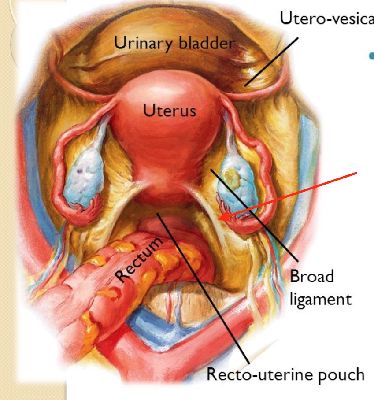 Utero-vesica
Urinary bladder
Uterus
Rectum
Broad
ligament
Recto-uterine pouch